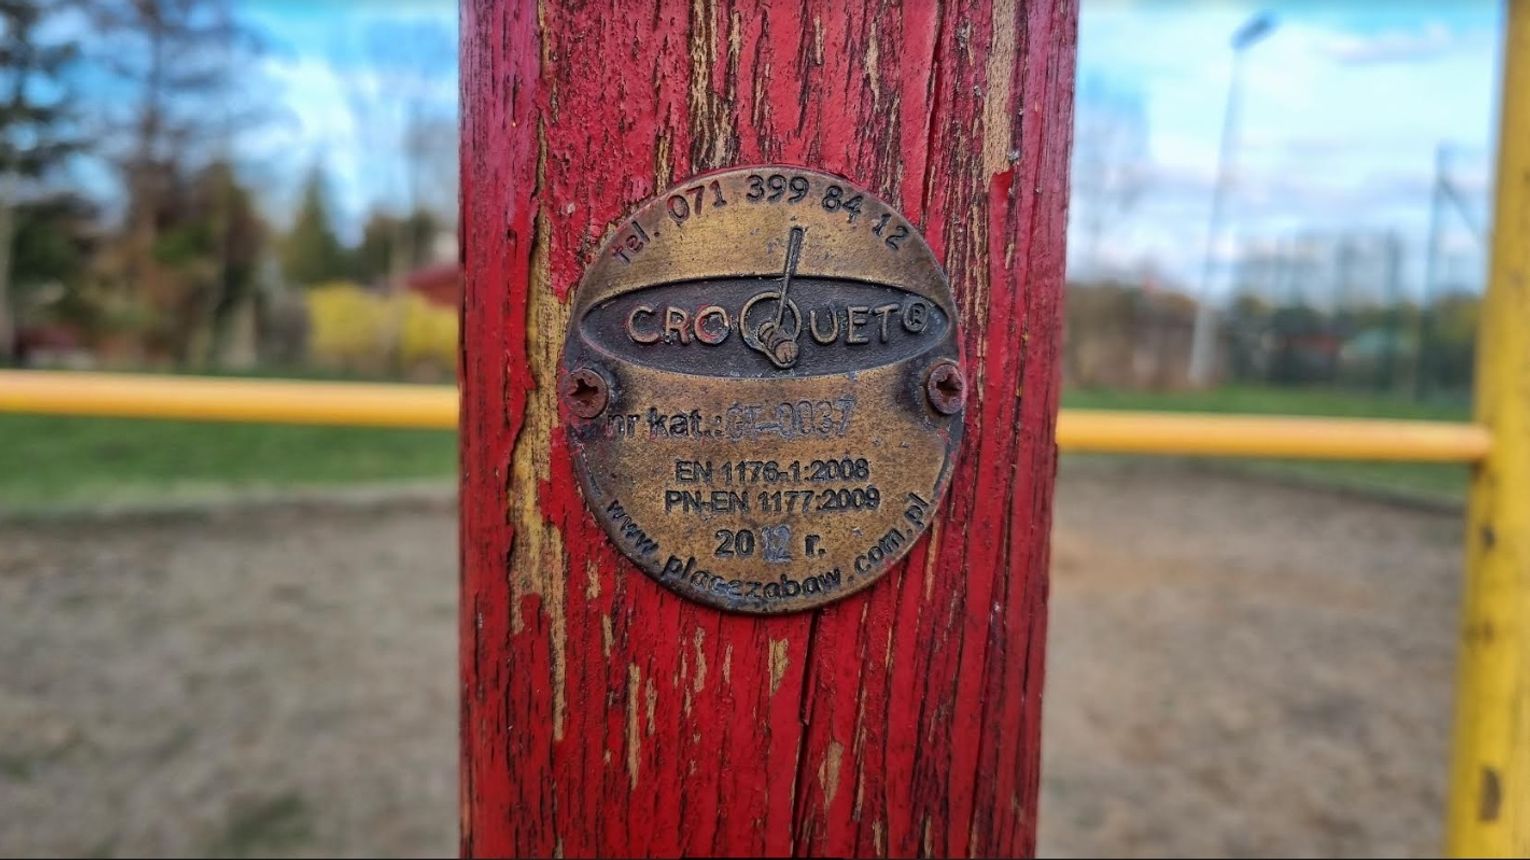 tel. 071 399 84 12
CROQUET®
nr kat.: CT-0037
EN 1176-1:2008
PN-EN 1177:2009
2012 r.
www.placezabaw.com.pl